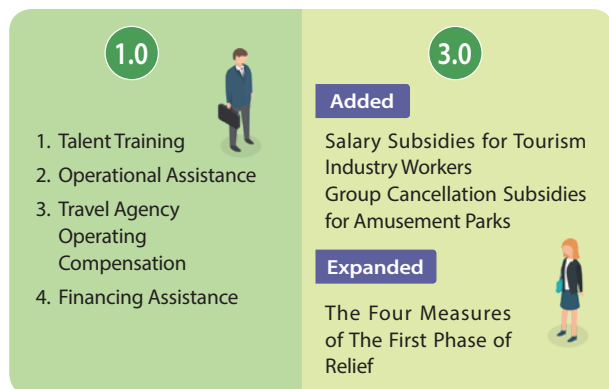 1.0
1. Talent Training
2. Operational Assistance
3. Travel Agency
Operating
Compensation
4. Financing Assistance
3.0
Added
Salary Subsidies for Tourism
Industry Workers
Group Cancellation Subsidies
for Amusement Parks
Expanded
The Four Measures
of The First Phase of
Relief